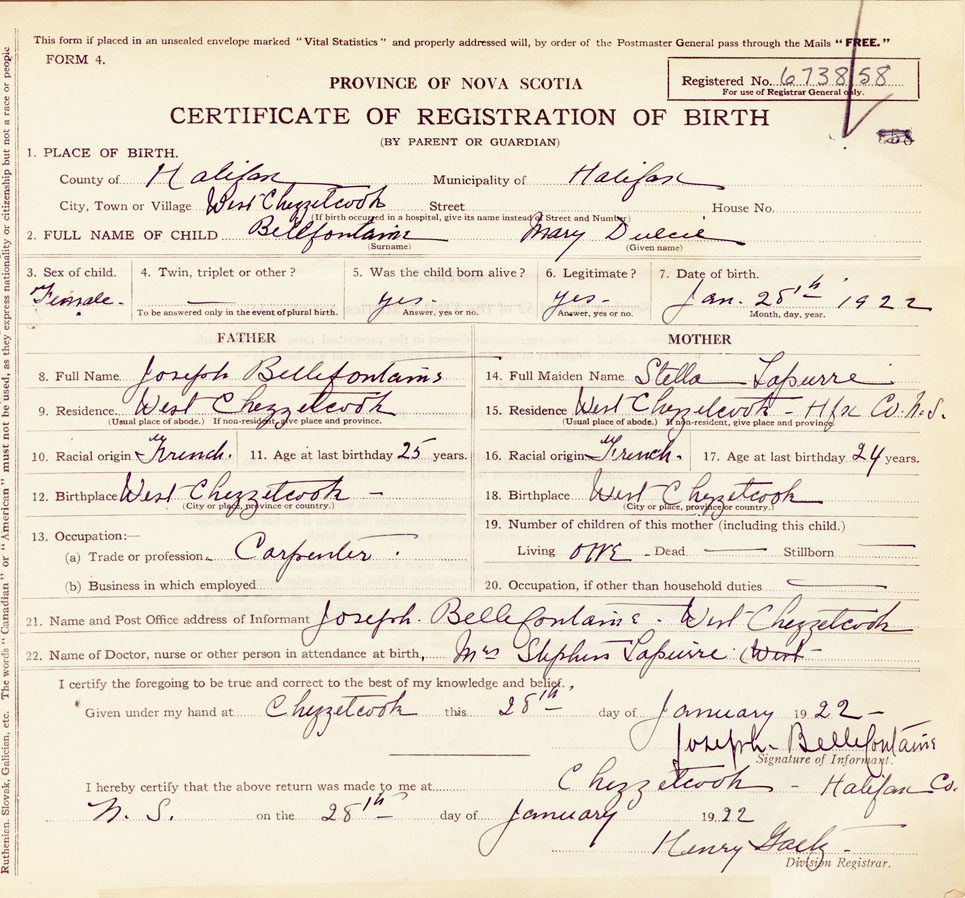 This form if placed in an unsealed envelope marked "Vital Statistics" and properly addressed will, by order of the Postmaster General pass through the Mails "FREE."
FORM 4.
Registered No. 673858
For use of Registrar General only.
PROVINCE OF NOVA SCOTIA
CERTIFICATE OF REGISTRATION OF BIRTH
(BY PARENT OR GUARDIAN)
1. PLACE OF BIRTH.
County of Halifax Municipality of Halifax
City, Town or Village West Chezzetcook Street House No.
(If birth occurred in a hospital, give its name instead of Street and Number)
2. FULL NAME OF CHILD Bellfontaine Mary Dulcie
(Surname) (Given name)
3. Sex of child. 4. Twin, triplet or other? 5. Was the child born alive? 6. Legitimate? 7. Date of birth.
Female. — yes. yes- Jan. 28th 1922
To be answered only in the event of plural birth. Answer, yes or no. Answer, yes or no. Month, day, year.
FATHER MOTHER
8. Full Name Joseph Bellefontaine 14. Full Maiden Name Stella Lapierre
9. Residence. West Chezzetcook 15. Residence West Chezzetcook - Hfx Co. N.S.
(Usual place of abode.) If non-resident, give place and province. (Usual place of abode.) If non-resident, give place and province.
10. Racial origin French. 11. Age at last birthday 25 years. 16. Racial origin French. 17. Age at last birthday 24 years.
12. Birthplace West Chezzetcook - 18. Birthplace West Chezzetcook
(City or place, province or country.) (City or place, province or country.)
13. Occupation:— 19. Number of children of this mother (including this child.)
(a) Trade or profession Carpenter. Living one - Dead — Stillborn —
(b) Business in which employed 20. Occupation, if other than household duties —
21. Name and Post Office address of Informant Joseph. Bellefontaine. West Chezzetcook
22. Name of Doctor, nurse or other person in attendance at birth, Mrs Stephen Lapierre West
I certify the foregoing to be true and correct to the best of my knowledge and belief.
Given under my hand at Chezzetcook this 28th day of January 1922 -
Joseph- Bellefontaine
Signature of Informant.
I hereby certify that the above return was made to me at Chezzetcook - Halifax Co.
N. S. on the 28th day of January 1922
Henry
Division Registrar.
Ruthenian, Slovak, Galician, etc. The words "Canadian" or "American" must not be used, as they express nationality or citizenship but not a race or people